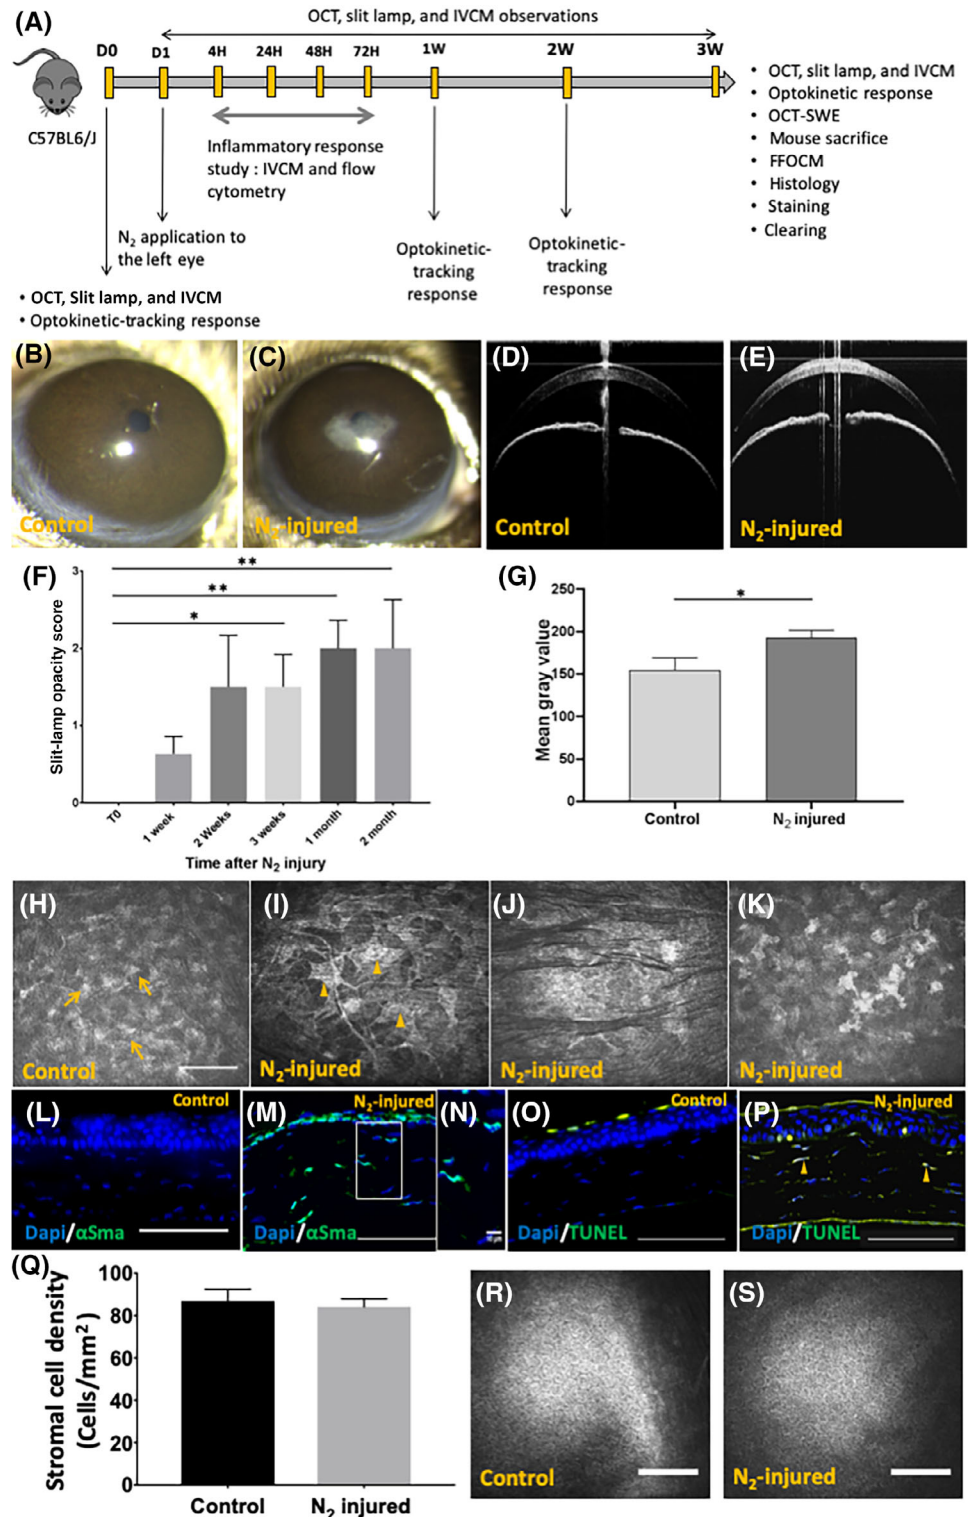 (A)
OCT, slit lamp, and IVCM observations
D0
D1
4H
24H
48H
72H
1W
2W
3W
C57BL6/J
Inflammatory response
study : IVCM and flow
cytometry
N₂ application to
the left eye
• OCT, Slit lamp, and IVCM
• Optokinetic-tracking response
Optokinetic-
tracking
response
Optokinetic-
tracking
response
• OCT, slit lamp, and IVCM
• Optokinetic response
• OCT-SWE
• Mouse sacrifice
• FFOCM
• Histology
• Staining
• Clearing
(B)
Control
(C)
N₂-injured
(D)
Control
(E)
N₂-injured
(F)
Slit-lamp opacity score
3
2
1
0
**
**
*
T0
1 week
2 Weeks
3 weeks
1 month
2 month
Time after N₂ injury
(G)
Mean gray value
250
200
150
100
50
0
*
Control
N₂ injured
(H)
Control
(I)
N₂-injured
(J)
N₂-injured
(K)
N₂-injured
(L)
Control
Dapi/αSma
(M)
N₂-injured
Dapi/αSma
(N)
(O)
Control
Dapi/TUNEL
(P)
N₂-injured
Dapi/TUNEL
(Q)
Stromal cell density
(Cells/mm²)
100
80
60
40
20
0
Control
N₂ injured
(R)
Control
(S)
N₂-injured